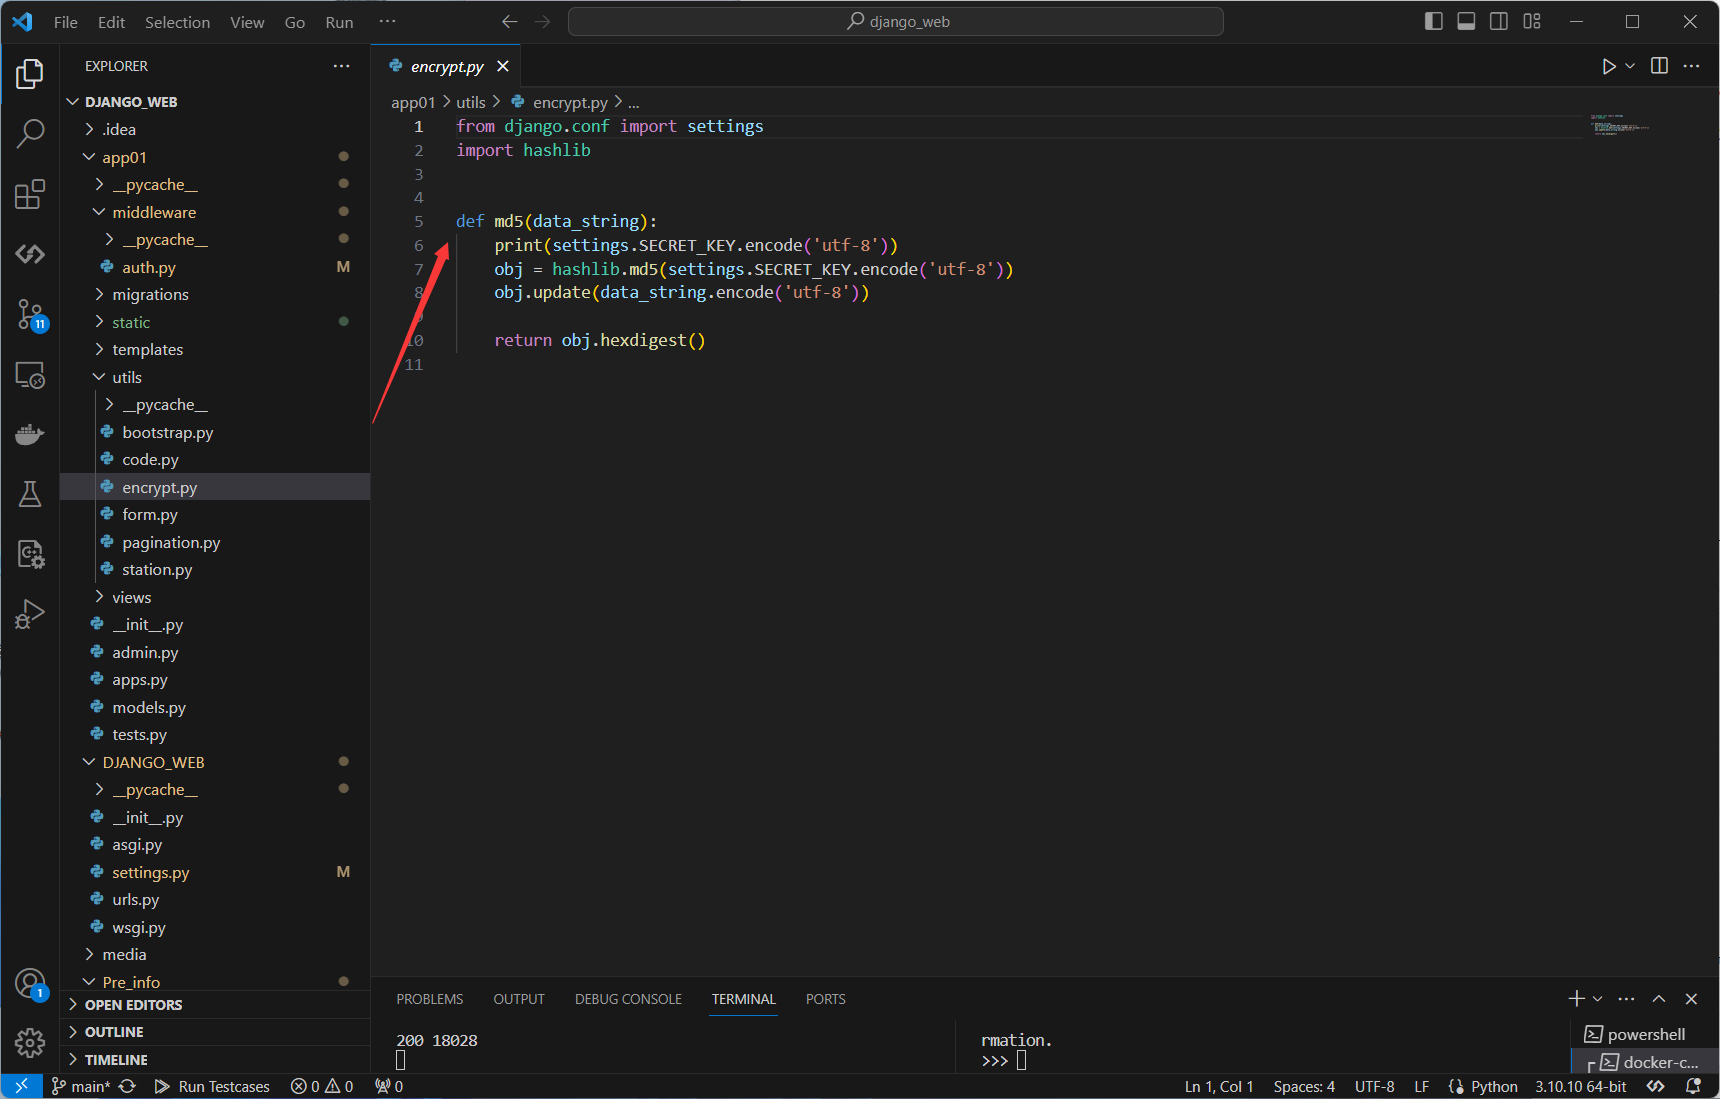 File Edit Selection View Go Run ··· django_web
EXPLORER ···
DJANGO_WEB
.idea
app01
__pycache__
middleware
__pycache__
auth.py M
migrations
static
templates
utils
__pycache__
bootstrap.py
code.py
encrypt.py
form.py
pagination.py
station.py
views
__init__.py
admin.py
apps.py
models.py
tests.py
DJANGO_WEB
__pycache__
__init__.py
asgi.py
settings.py M
urls.py
wsgi.py
media
Pre_info
OPEN EDITORS
OUTLINE
TIMELINE
11
1
encrypt.py
app01 > utils > encrypt.py > ...
1 from django.conf import settings
2 import hashlib
3
4
5 def md5(data_string):
6 print(settings.SECRET_KEY.encode('utf-8'))
7 obj = hashlib.md5(settings.SECRET_KEY.encode('utf-8'))
8 obj.update(data_string.encode('utf-8'))
9
10 return obj.hexdigest()
11
PROBLEMS OUTPUT DEBUG CONSOLE TERMINAL PORTS
200 18028
rmation.
>>>
powershell
docker-c...
main* Run Testcases 0 0 0 Ln 1, Col 1 Spaces: 4 UTF-8 LF Python 3.10.10 64-bit